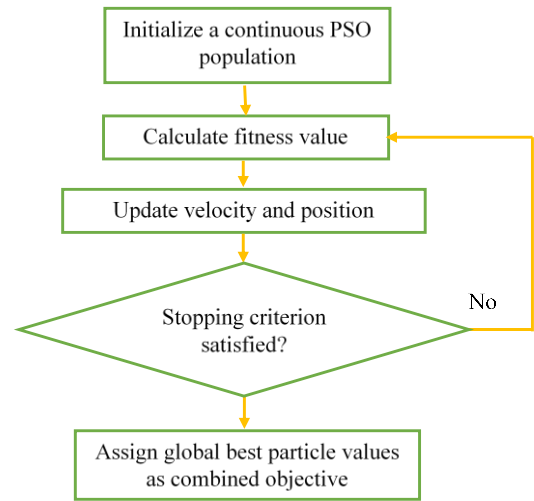 Initialize a continuous PSO
population
Calculate fitness value
Update velocity and position
Stopping criterion
satisfied?
No
Assign global best particle values
as combined objective